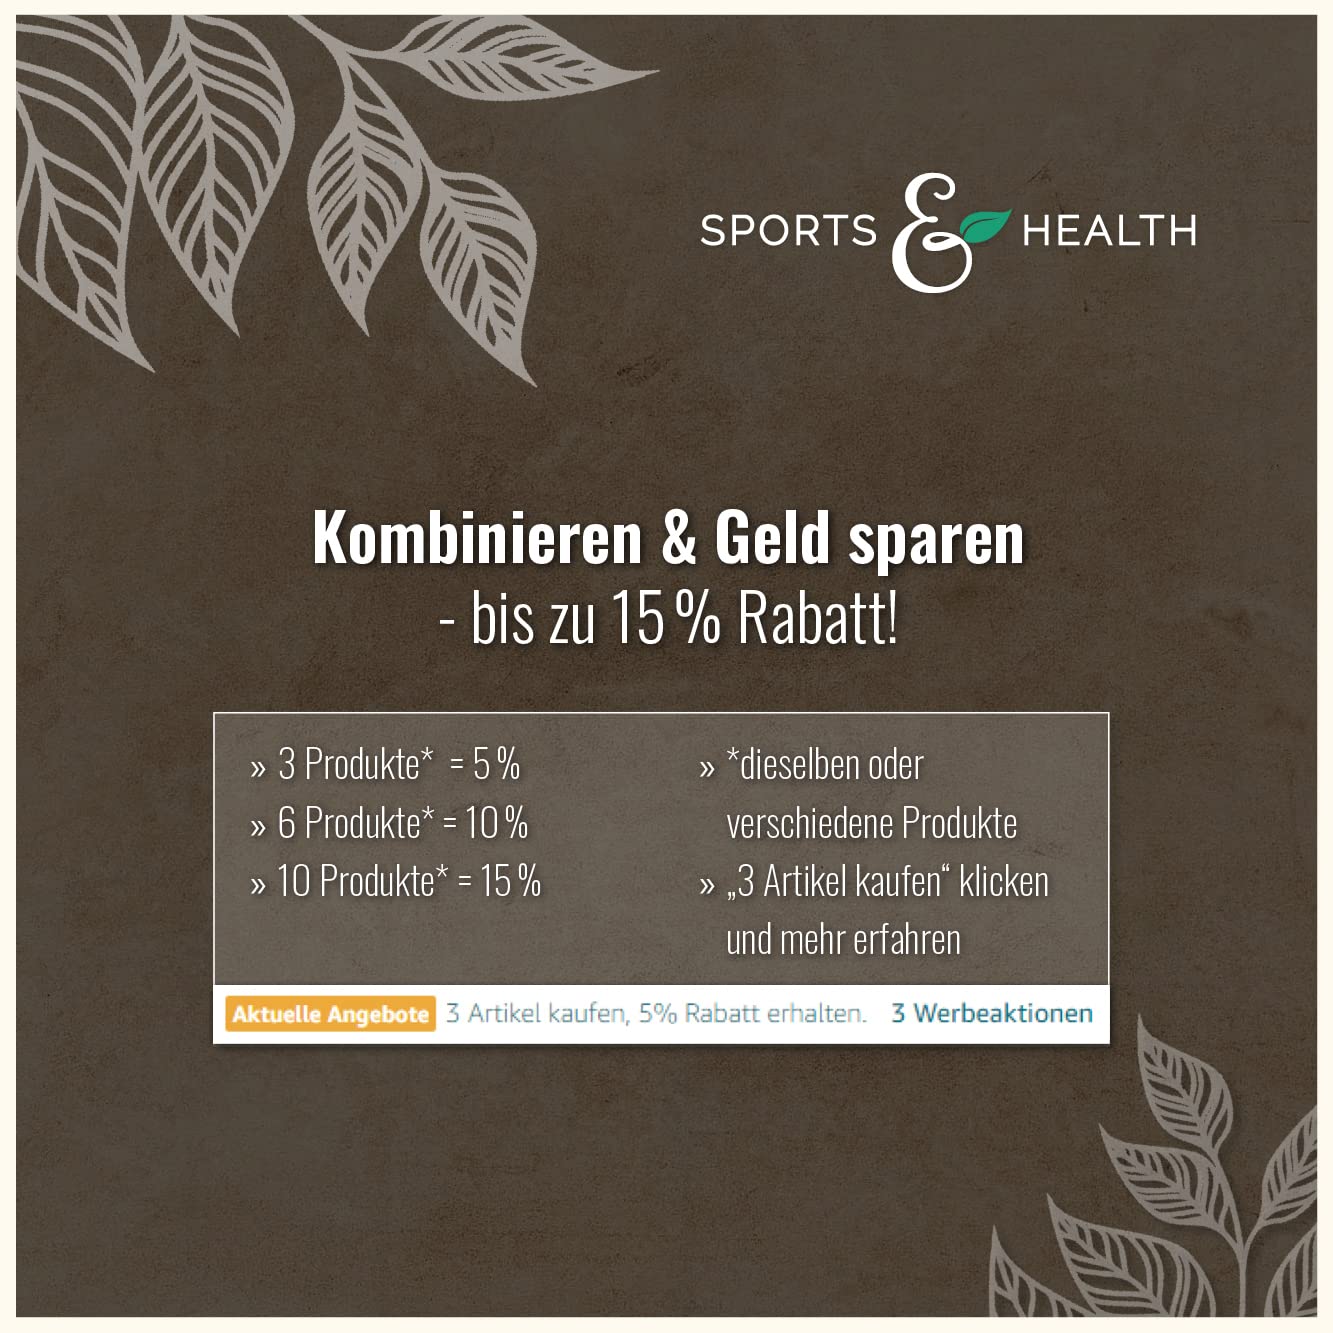 SPORTS & HEALTH
Kombinieren & Geld sparen
- bis zu 15 % Rabatt!
» 3 Produkte* = 5 %
» 6 Produkte* = 10 %
» 10 Produkte* = 15 %
» *dieselben oder
verschiedene Produkte
» „3 Artikel kaufen“ klicken
und mehr erfahren
Aktuelle Angebote 3 Artikel kaufen, 5% Rabatt erhalten. 3 Werbeaktionen